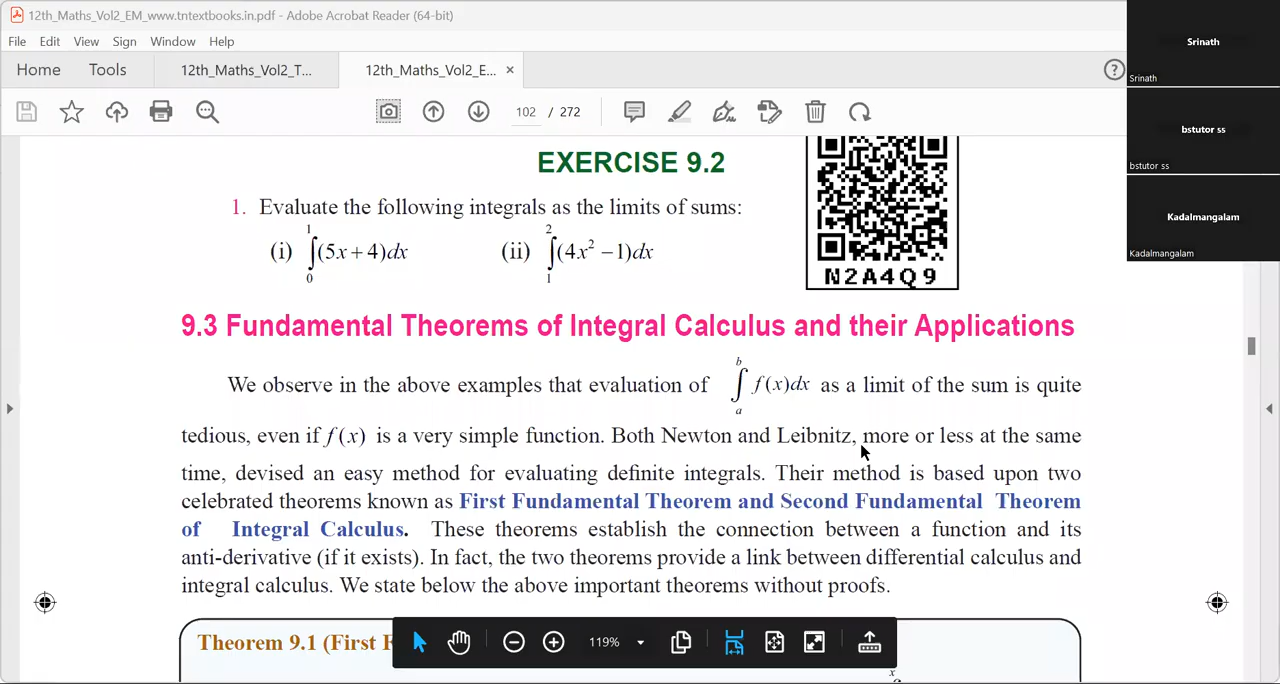 12th_Maths_Vol2_EM_www.tntextbooks.in.pdf - Adobe Acrobat Reader (64-bit)
File Edit View Sign Window Help
Home Tools 12th_Maths_Vol2_T... 12th_Maths_Vol2_E... ×
102 / 272
Srinath
Srinath
bstutor ss
bstutor ss
Kadalmangalam
Kadalmangalam
EXERCISE 9.2
1. Evaluate the following integrals as the limits of sums:
(i) ∫₀¹(5x + 4)dx (ii) ∫₁²(4x² − 1)dx
N2A4Q9
9.3 Fundamental Theorems of Integral Calculus and their Applications
We observe in the above examples that evaluation of ∫ₐᵇ f(x)dx as a limit of the sum is quite
tedious, even if f(x) is a very simple function. Both Newton and Leibnitz, more or less at the same
time, devised an easy method for evaluating definite integrals. Their method is based upon two
celebrated theorems known as First Fundamental Theorem and Second Fundamental Theorem
of Integral Calculus. These theorems establish the connection between a function and its
anti-derivative (if it exists). In fact, the two theorems provide a link between differential calculus and
integral calculus. We state below the above important theorems without proofs.
Theorem 9.1 (First F
119%
x